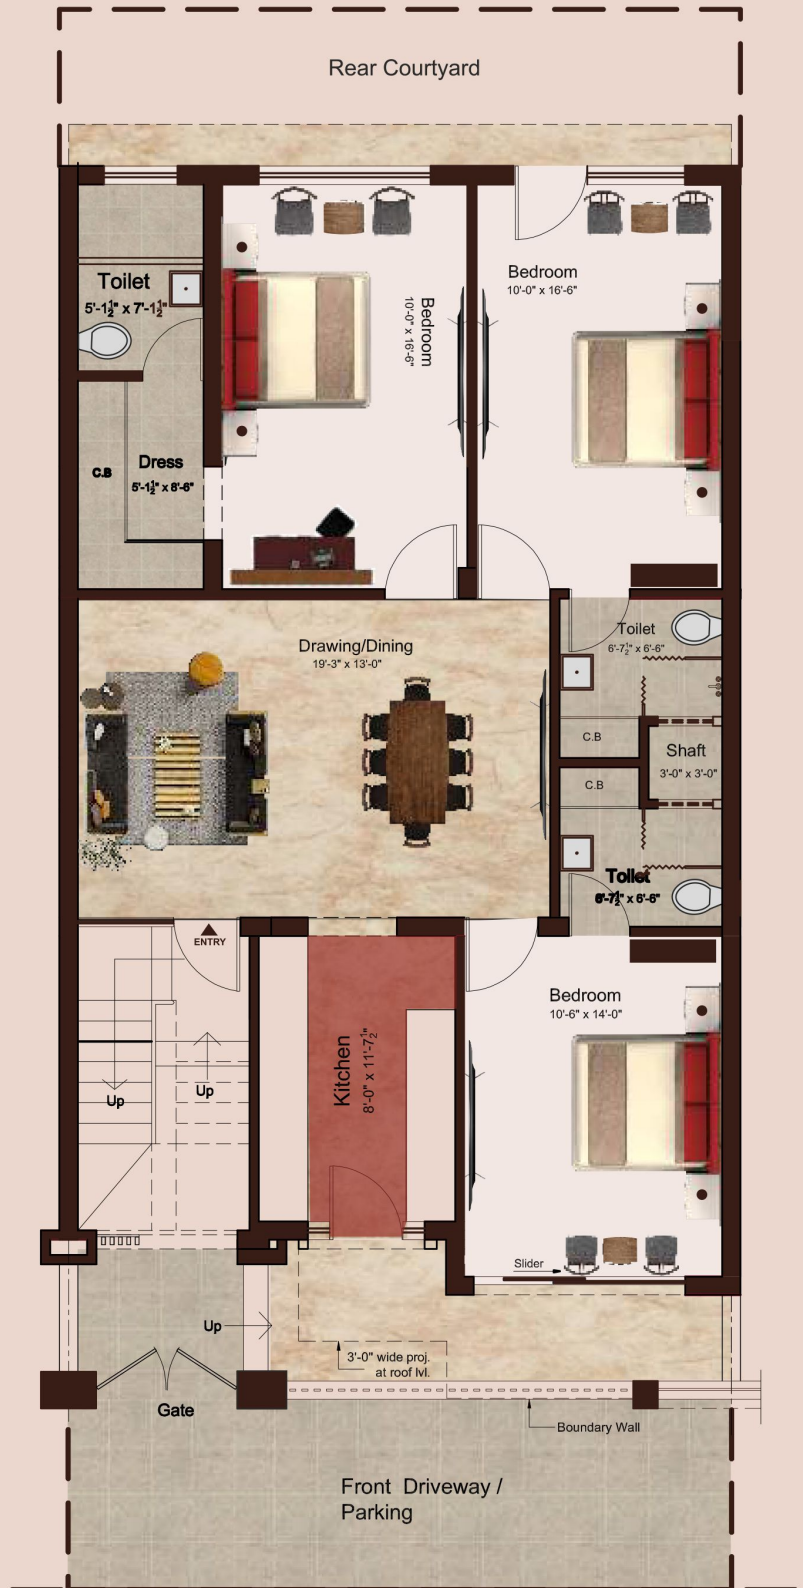 Rear Courtyard
Toilet
5'-1½" x 7'-1½"
Bedroom
10'-0" x 16'-6"
Bedroom
10'-0" x 16'-6"
C.B
Dress
5'-1½" x 8'-6"
Drawing/Dining
19'-3" x 13'-0"
Toilet
6'-7½" x 6'-6"
C.B
Shaft
3'-0" x 3'-0"
C.B
Toilet
6'-7½" x 6'-6"
ENTRY
Bedroom
10'-6" x 14'-0"
Kitchen
8'-0" x 11'-7½"
Up
Up
Slider
Up
3'-0" wide proj.
at roof lvl.
Gate
Boundary Wall
Front Driveway /
Parking